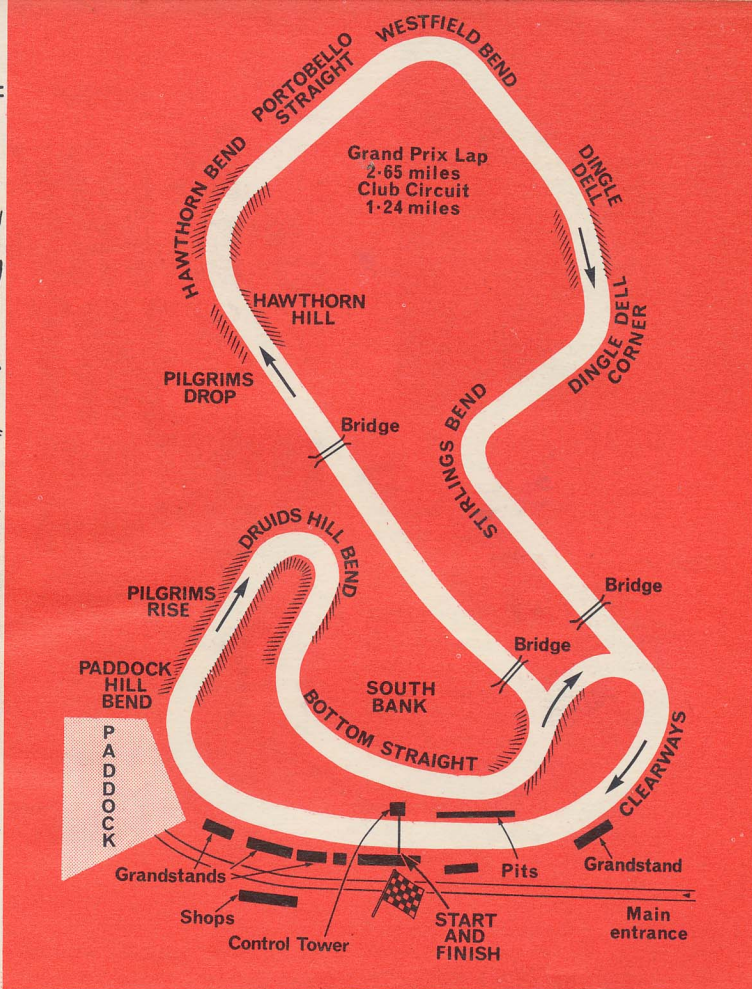 WESTFIELD BEND
PORTOBELLO
STRAIGHT
HAWTHORN BEND
Grand Prix Lap
2·65 miles
Club Circuit
1·24 miles
DINGLE
DELL
HAWTHORN
HILL
DINGLE DELL
CORNER
PILGRIMS
DROP
Bridge
STIRLINGS BEND
DRUIDS HILL BEND
PILGRIMS
RISE
Bridge
Bridge
PADDOCK
HILL
BEND
SOUTH
BANK
BOTTOM STRAIGHT
CLEARWAYS
PADDOCK
Grandstands
Pits
Grandstand
Shops
Control Tower
START
AND
FINISH
Main
entrance